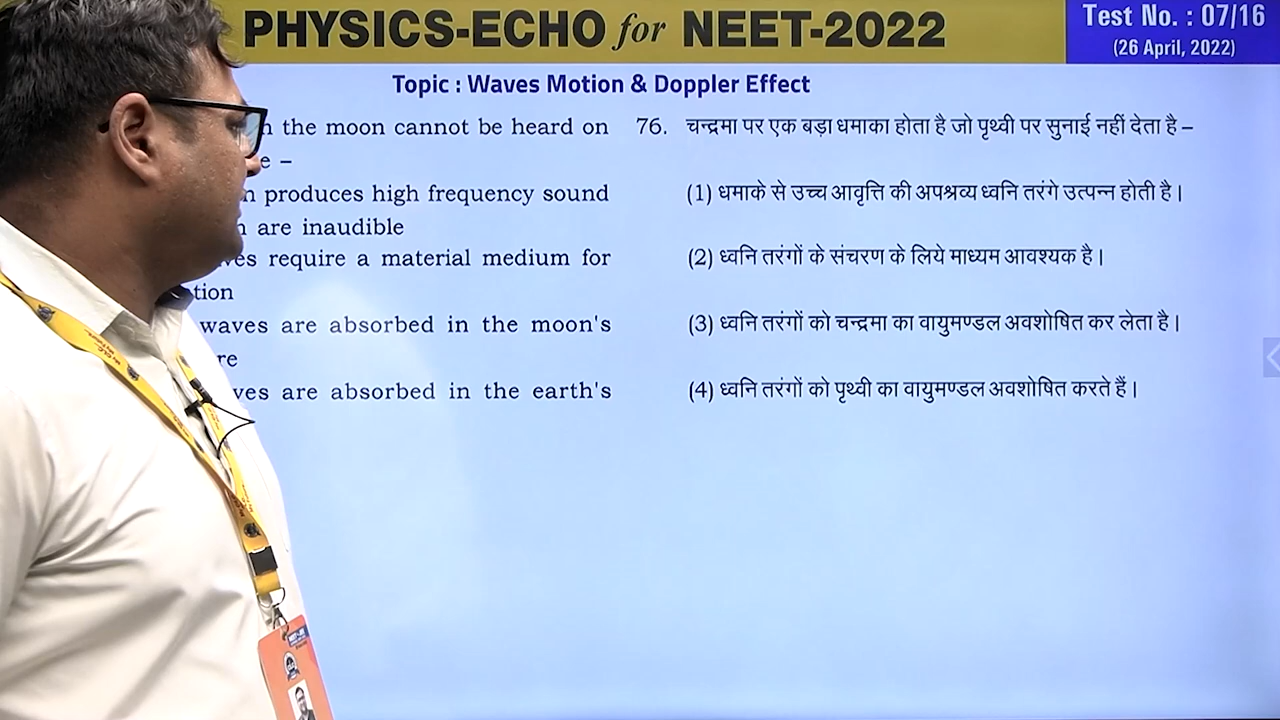 PHYSICS-ECHO for NEET-2022
Test No. : 07/16
(26 April, 2022)
Topic : Waves Motion & Doppler Effect
the moon cannot be heard on
–
produces high frequency sound
are inaudible
require a material medium for
waves are absorbed in the moon's
are absorbed in the earth's
76. चन्द्रमा पर एक बड़ा धमाका होता है जो पृथ्वी पर सुनाई नहीं देता है –
(1) धमाके से उच्च आवृत्ति की अपश्रव्य ध्वनि तरंगे उत्पन्न होती है।
(2) ध्वनि तरंगों के संचरण के लिये माध्यम आवश्यक है।
(3) ध्वनि तरंगों को चन्द्रमा का वायुमण्डल अवशोषित कर लेता है।
(4) ध्वनि तरंगों को पृथ्वी का वायुमण्डल अवशोषित करते हैं।